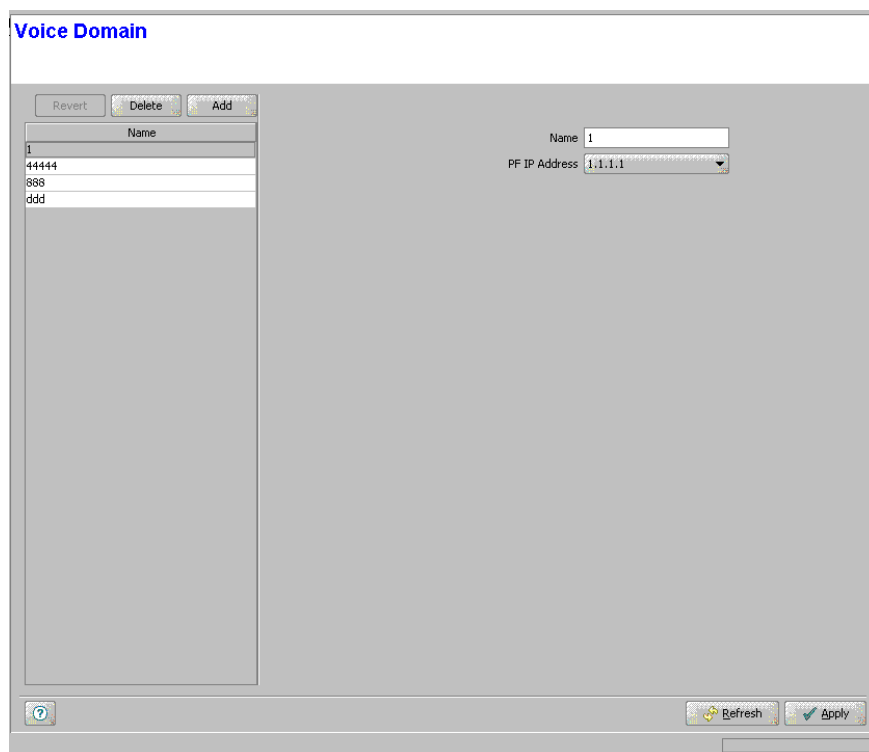 Voice Domain
Revert Delete Add
Name
1
44444
888
ddd
Name 1
PF IP Address 1.1.1.1
Refresh Apply